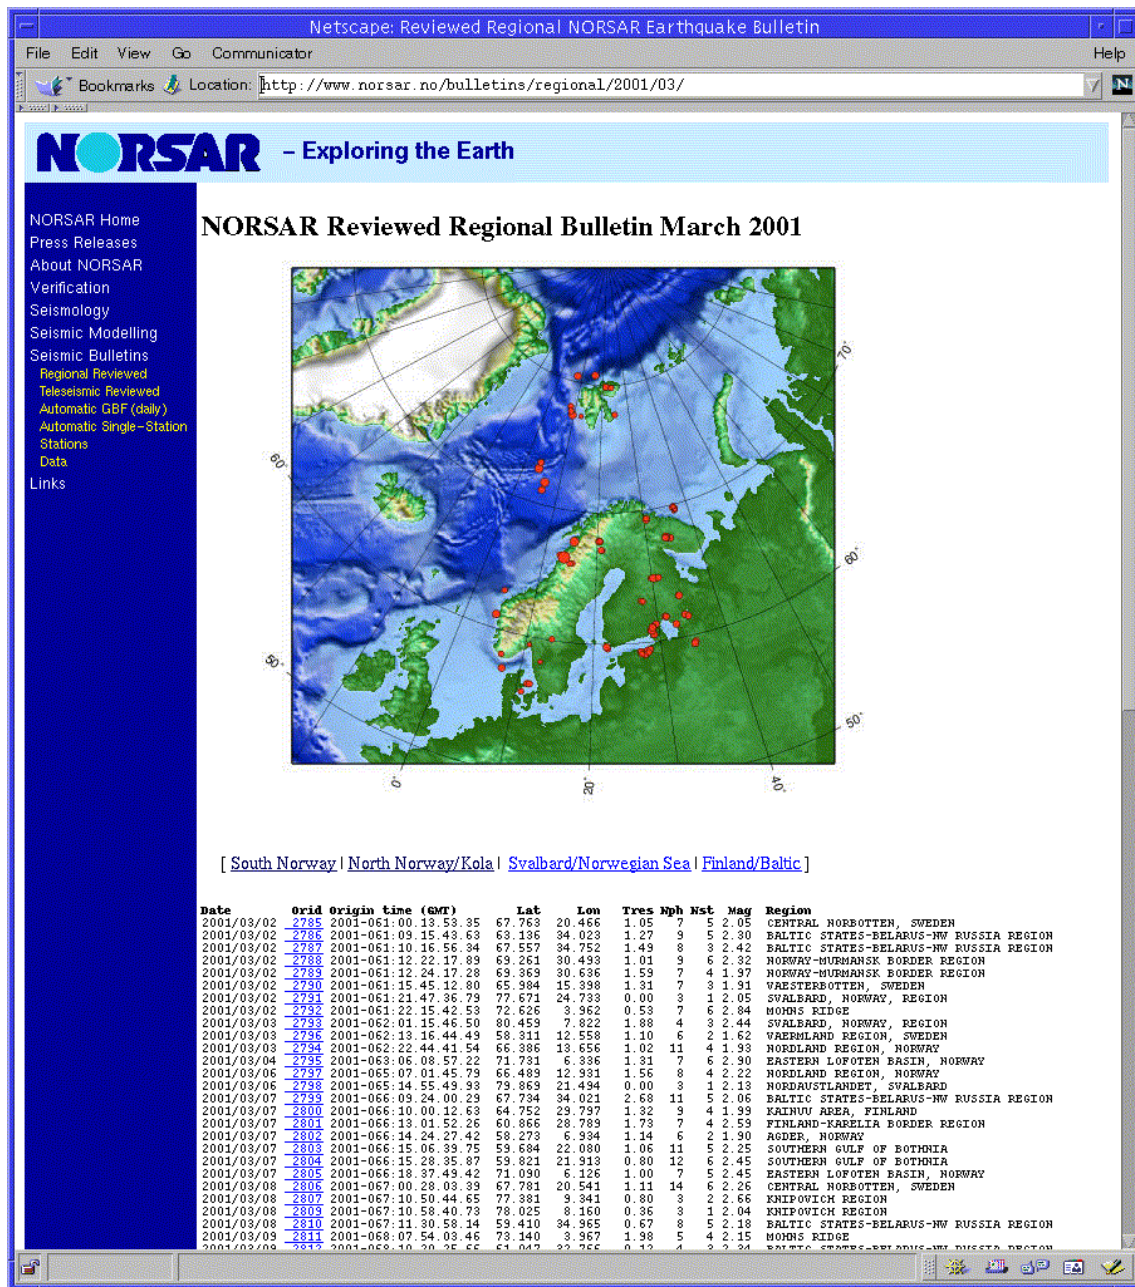 Netscape: Reviewed Regional NORSAR Earthquake Bulletin
File Edit View Go Communicator Help
Bookmarks Location: http://www.norsar.no/bulletins/regional/2001/03/
N
NORSAR – Exploring the Earth
NORSAR Home
Press Releases
About NORSAR
Verification
Seismology
Seismic Modelling
Seismic Bulletins
Regional Reviewed
Teleseismic Reviewed
Automatic GBF (daily)
Automatic Single-Station
Stations
Data
Links
NORSAR Reviewed Regional Bulletin March 2001
70°
60°
60°
50°
50°
0°
20°
40°
[ South Norway | North Norway/Kola | Svalbard/Norwegian Sea | Finland/Baltic ]
Date Orid Origin time (GMT) Lat Lon Tres Nph Nst Mag Region
2001/03/02 2785 2001-061:00.13.53.35 67.763 20.466 1.05 7 5 2.05 CENTRAL NORBOTTEN, SWEDEN
2001/03/02 2786 2001-061:09.15.43.63 63.136 34.023 1.27 9 5 2.30 BALTIC STATES-BELARUS-NW RUSSIA REGION
2001/03/02 2787 2001-061:10.16.56.34 67.557 34.752 1.49 8 3 2.42 BALTIC STATES-BELARUS-NW RUSSIA REGION
2001/03/02 2788 2001-061:12.22.17.89 69.261 30.493 1.01 9 6 2.32 NORWAY-MURMANSK BORDER REGION
2001/03/02 2789 2001-061:12.24.17.28 69.369 30.636 1.59 7 4 1.97 NORWAY-MURMANSK BORDER REGION
2001/03/02 2790 2001-061:15.45.12.80 65.984 15.398 1.31 7 3 1.91 VAESTERBOTTEN, SWEDEN
2001/03/02 2791 2001-061:21.47.36.79 77.671 24.733 0.00 3 1 2.05 SVALBARD, NORWAY, REGION
2001/03/02 2792 2001-061:22.15.42.53 72.626 3.962 0.53 7 6 2.84 MOHNS RIDGE
2001/03/03 2793 2001-062:01.15.46.50 80.459 7.822 1.88 4 3 2.44 SVALBARD, NORWAY, REGION
2001/03/03 2796 2001-062:13.16.44.49 58.311 12.558 1.10 6 2 1.62 VAERMLAND REGION, SWEDEN
2001/03/03 2794 2001-062:22.44.41.54 66.386 13.656 1.02 11 4 1.93 NORDLAND REGION, NORWAY
2001/03/04 2795 2001-063:06.08.57.22 71.731 6.336 1.31 7 6 2.90 EASTERN LOFOTEN BASIN, NORWAY
2001/03/06 2797 2001-065:07.01.45.79 66.489 12.931 1.56 8 4 2.22 NORDLAND REGION, NORWAY
2001/03/06 2798 2001-065:14.55.49.93 79.869 21.494 0.00 3 1 2.13 NORDAUSTLANDET, SVALBARD
2001/03/07 2799 2001-066:09.24.00.29 67.734 34.021 2.68 11 5 2.06 BALTIC STATES-BELARUS-NW RUSSIA REGION
2001/03/07 2800 2001-066:10.00.12.63 64.752 29.797 1.32 9 4 1.99 KAINUU AREA, FINLAND
2001/03/07 2801 2001-066:13.01.52.26 60.866 28.789 1.73 7 4 2.59 FINLAND-KARELIA BORDER REGION
2001/03/07 2802 2001-066:14.24.27.42 58.273 6.934 1.14 6 2 1.90 AGDER, NORWAY
2001/03/07 2803 2001-066:15.06.39.75 59.684 22.080 1.06 11 5 2.25 SOUTHERN GULF OF BOTHNIA
2001/03/07 2804 2001-066:15.28.35.87 59.821 21.913 0.80 12 6 2.45 SOUTHERN GULF OF BOTHNIA
2001/03/07 2805 2001-066:18.37.49.42 71.090 6.126 1.00 7 5 2.45 EASTERN LOFOTEN BASIN, NORWAY
2001/03/08 2806 2001-067:00.28.03.39 67.781 20.541 1.11 14 6 2.26 CENTRAL NORBOTTEN, SWEDEN
2001/03/08 2807 2001-067:10.50.44.65 77.381 9.341 0.80 3 2 2.66 KNIPOVICH REGION
2001/03/08 2809 2001-067:10.58.40.73 78.025 8.160 0.36 3 1 2.04 KNIPOVICH REGION
2001/03/08 2810 2001-067:11.30.58.14 59.410 34.965 0.67 8 5 2.18 BALTIC STATES-BELARUS-NW RUSSIA REGION
2001/03/09 2811 2001-068:07.54.03.46 73.140 3.967 1.98 5 4 2.15 MOHNS RIDGE